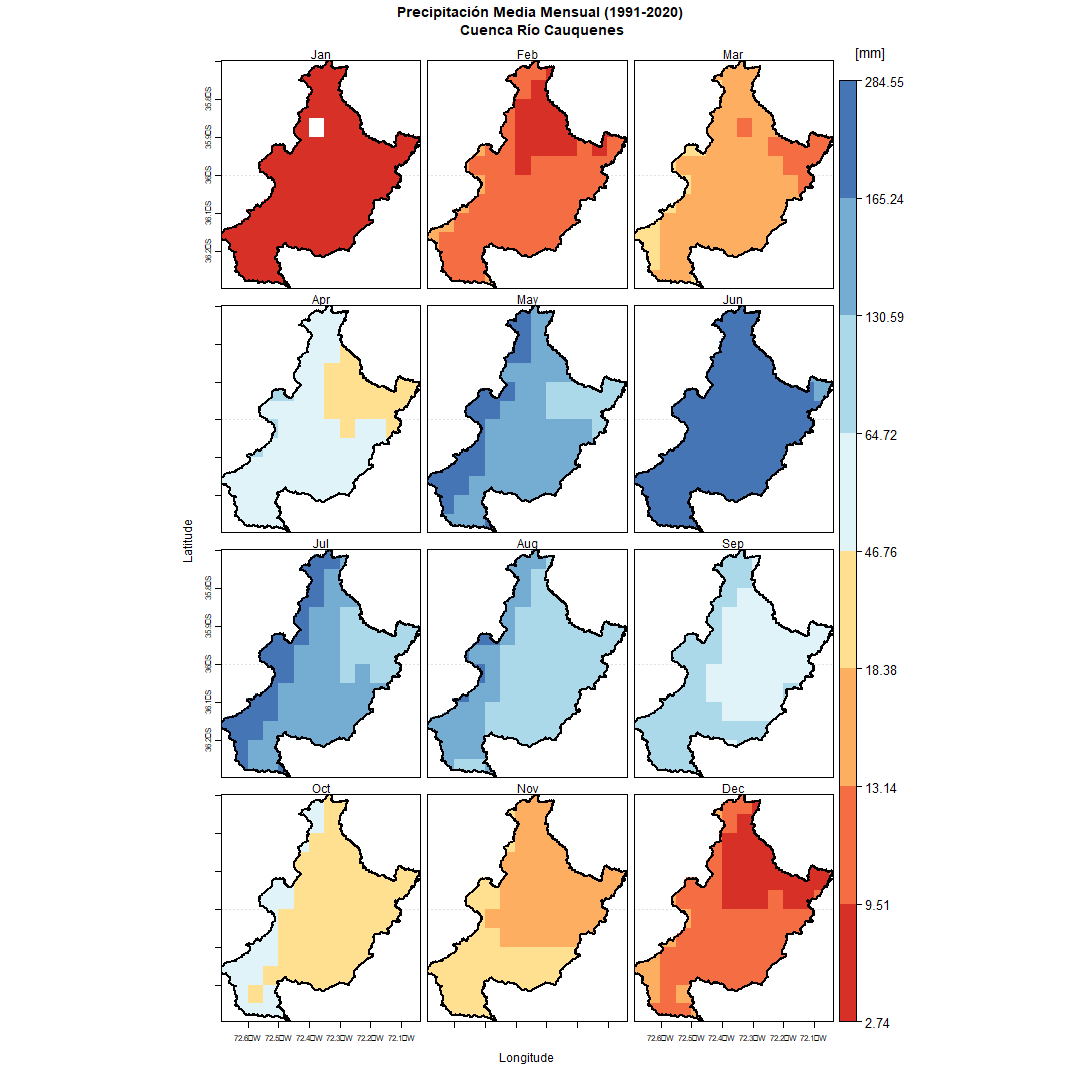 Precipitación Media Mensual (1991-2020)
Cuenca Río Cauquenes
[mm]
Jan Feb Mar
Apr May Jun
Jul Aug Sep
Oct Nov Dec
284.55
165.24
130.59
64.72
46.76
18.38
13.14
9.51
2.74
35.8□S
35.9□S
36□S
36.1□S
36.2□S
35.8□S
35.9□S
36□S
36.1□S
36.2□S
Latitude
72.6□W 72.5□W 72.4□W 72.3□W 72.2□W 72.1□W
72.6□W 72.5□W 72.4□W 72.3□W 72.2□W 72.1□W
Longitude